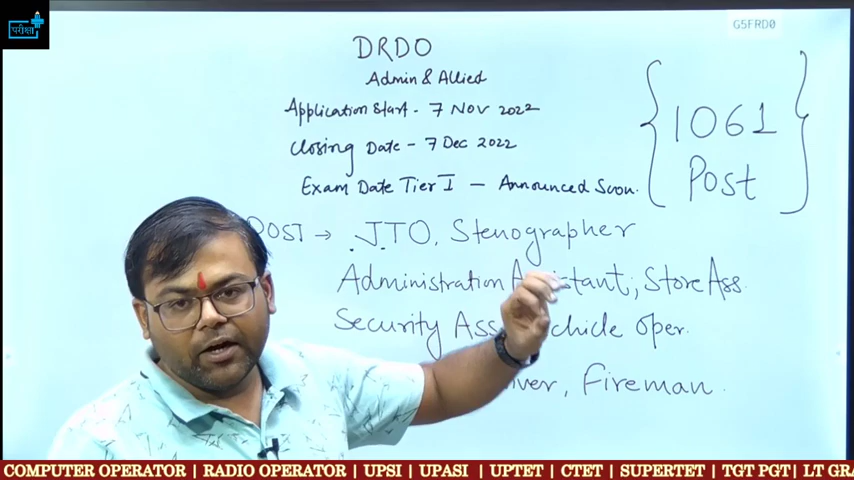 परीक्षा
G5FRD0
DRDO
Admin & Allied
Application Start - 7 Nov 2022
Closing Date - 7 Dec 2022
Exam Date Tier I - Announced Soon.
{ 1061
Post }
POST → JTO, Stenographer
Administration Assistant, Store Ass.
Security Ass hicle Oper.
iver, Fireman
COMPUTER OPERATOR | RADIO OPERATOR | UPSI | UPASI | UPTET | CTET | SUPERTET | TGT PGT | LT GRA